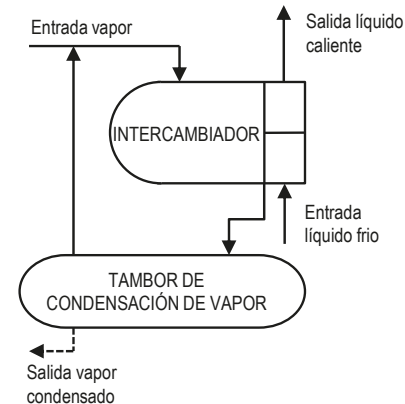 Entrada vapor
Salida líquido
caliente
INTERCAMBIADOR
Entrada
líquido frio
TAMBOR DE
CONDENSACIÓN DE VAPOR
Salida vapor
condensado